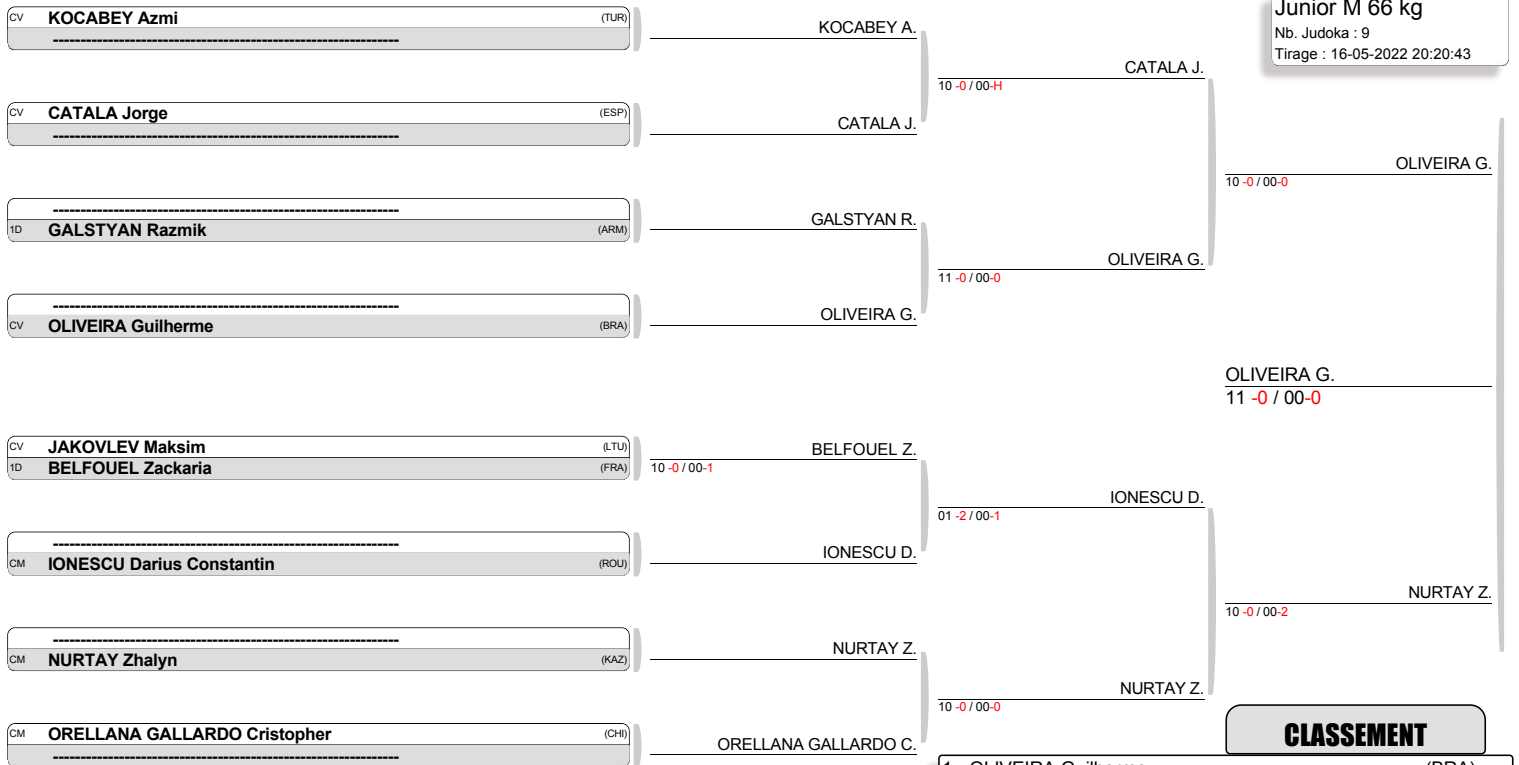 Junior M 66 kg
Nb. Judoka : 9
Tirage : 16-05-2022 20:20:43
CV KOCABEY Azmi (TUR)
------------------------------------------------------------------
CV CATALA Jorge (ESP)
------------------------------------------------------------------
------------------------------------------------------------------
1D GALSTYAN Razmik (ARM)
------------------------------------------------------------------
CV OLIVEIRA Guilherme (BRA)
CV JAKOVLEV Maksim (LTU)
1D BELFOUEL Zackaria (FRA)
------------------------------------------------------------------
CM IONESCU Darius Constantin (ROU)
------------------------------------------------------------------
CM NURTAY Zhalyn (KAZ)
CM ORELLANA GALLARDO Cristopher (CHI)
------------------------------------------------------------------
KOCABEY A.
CATALA J.
GALSTYAN R.
OLIVEIRA G.
BELFOUEL Z.
10 -0 / 00-1
IONESCU D.
NURTAY Z.
ORELLANA GALLARDO C.
CATALA J.
10 -0 / 00-H
OLIVEIRA G.
11 -0 / 00-0
IONESCU D.
01 -2 / 00-1
NURTAY Z.
10 -0 / 00-0
OLIVEIRA G.
10 -0 / 00-0
OLIVEIRA G.
11 -0 / 00-0
NURTAY Z.
10 -0 / 00-2
CLASSEMENT
1 OLIVEIRA Guilherme (BRA)